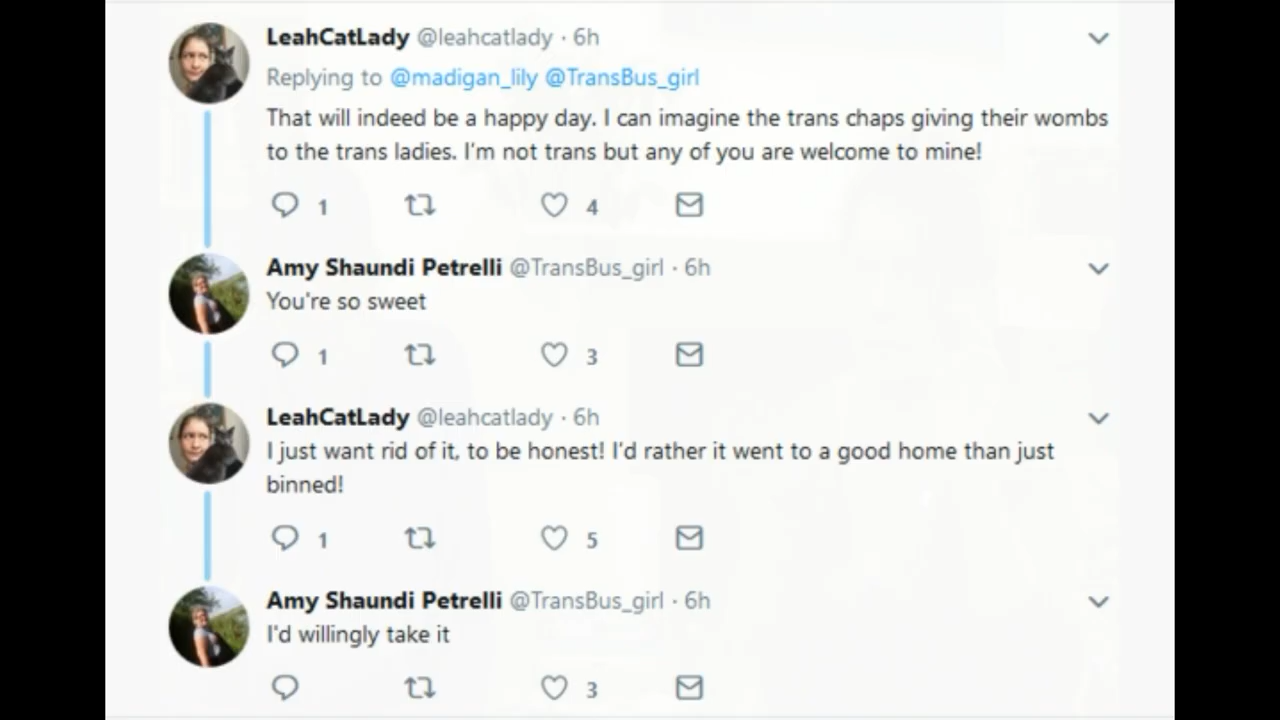 LeahCatLady @leahcatlady · 6h
Replying to @madigan_lily @TransBus_girl
That will indeed be a happy day. I can imagine the trans chaps giving their wombs
to the trans ladies. I'm not trans but any of you are welcome to mine!
1 4
Amy Shaundi Petrelli @TransBus_girl · 6h
You're so sweet
1 3
LeahCatLady @leahcatlady · 6h
I just want rid of it, to be honest! I'd rather it went to a good home than just
binned!
1 5
Amy Shaundi Petrelli @TransBus_girl · 6h
I'd willingly take it
3